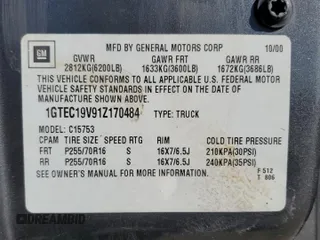 GM
MFD BY GENERAL MOTORS CORP 10/00
GVWR GAWR FRT GAWR RR
2812KG(6200LB) 1633KG(3600LB) 1672KG(3686LB)
THIS VEHICLE CONFORMS TO ALL APPLICABLE U.S. FEDERAL MOTOR
VEHICLE SAFETY STANDARDS IN EFFECT ON THE DATE OF
MANUFACTURE SHOWN ABOVE.
1GTEC19V91Z170484 TYPE: TRUCK
MODEL: C15753
CPAM TIRE SIZE SPEED RTG RIM COLD TIRE PRESSURE
FRT P255/70R16 S 16X7/6.5J 210KPA(30PSI)
RR P255/70R16 S 16X7/6.5J 240KPA(35PSI)
SEE OWNER'S MANUAL FOR ADDITIONAL INFORMATION
F 512
T 806
DREAMBID